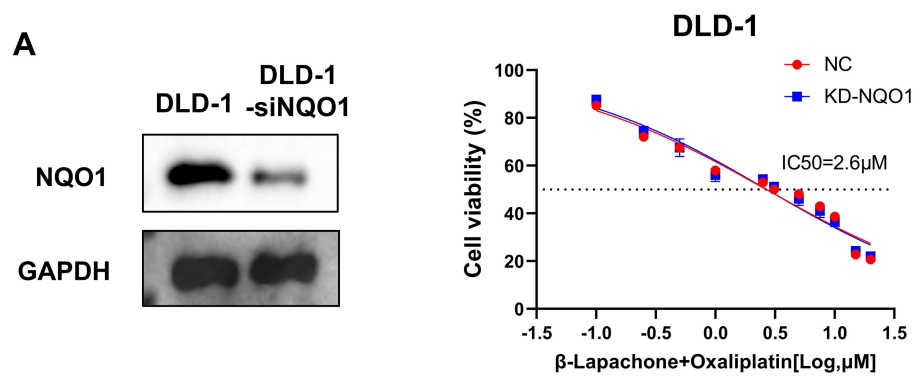 A
DLD-1
DLD-1
-siNQO1
NQO1
GAPDH
DLD-1
NC
KD-NQO1
IC50=2.6μM
Cell viability (%)
100
80
60
40
20
0
-1.5 -1.0 -0.5 0.0 0.5 1.0 1.5
β-Lapachone+Oxaliplatin[Log,μM]